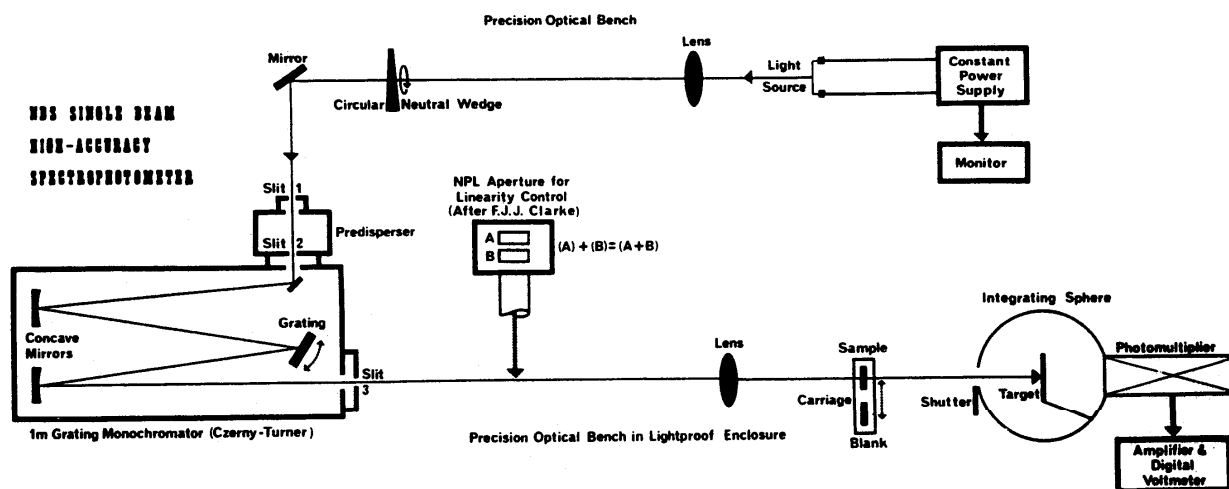 Precision Optical Bench
Mirror
Lens
Light
Source
Constant
Power
Supply
Circular Neutral Wedge
Monitor
NBS SINGLE BEAM
HIGH-ACCURACY
SPECTROPHOTOMETER
Slit 1
Predisperser
Slit 2
NPL Aperture for
Linearity Control
(After F.J.J. Clarke)
A
B
(A) + (B) = (A+B)
Concave
Mirrors
Grating
Slit
3
Lens
Sample
Carriage
Blank
Integrating Sphere
Shutter
Target
Photomultiplier
Amplifier &
Digital
Voltmeter
1m Grating Monochromator (Czerny-Turner)
Precision Optical Bench in Lightproof Enclosure